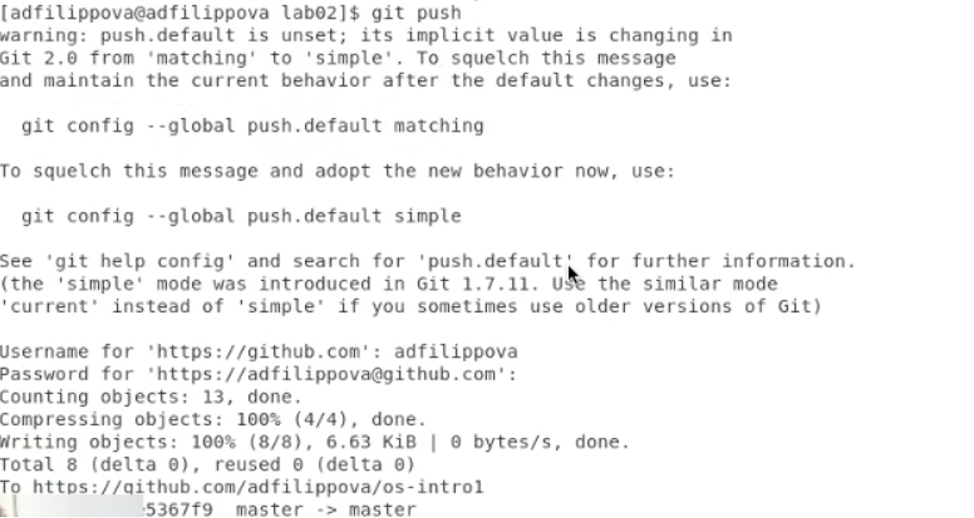 [adfilippova@adfilippova lab02]$ git push
warning: push.default is unset; its implicit value is changing in
Git 2.0 from 'matching' to 'simple'. To squelch this message
and maintain the current behavior after the default changes, use:
git config --global push.default matching
To squelch this message and adopt the new behavior now, use:
git config --global push.default simple
See 'git help config' and search for 'push.default' for further information.
(the 'simple' mode was introduced in Git 1.7.11. Use the similar mode
'current' instead of 'simple' if you sometimes use older versions of Git)
Username for 'https://github.com': adfilippova
Password for 'https://adfilippova@github.com':
Counting objects: 13, done.
Compressing objects: 100% (4/4), done.
Writing objects: 100% (8/8), 6.63 KiB | 0 bytes/s, done.
Total 8 (delta 0), reused 0 (delta 0)
To https://github.com/adfilippova/os-intro1
5367f9 master -> master